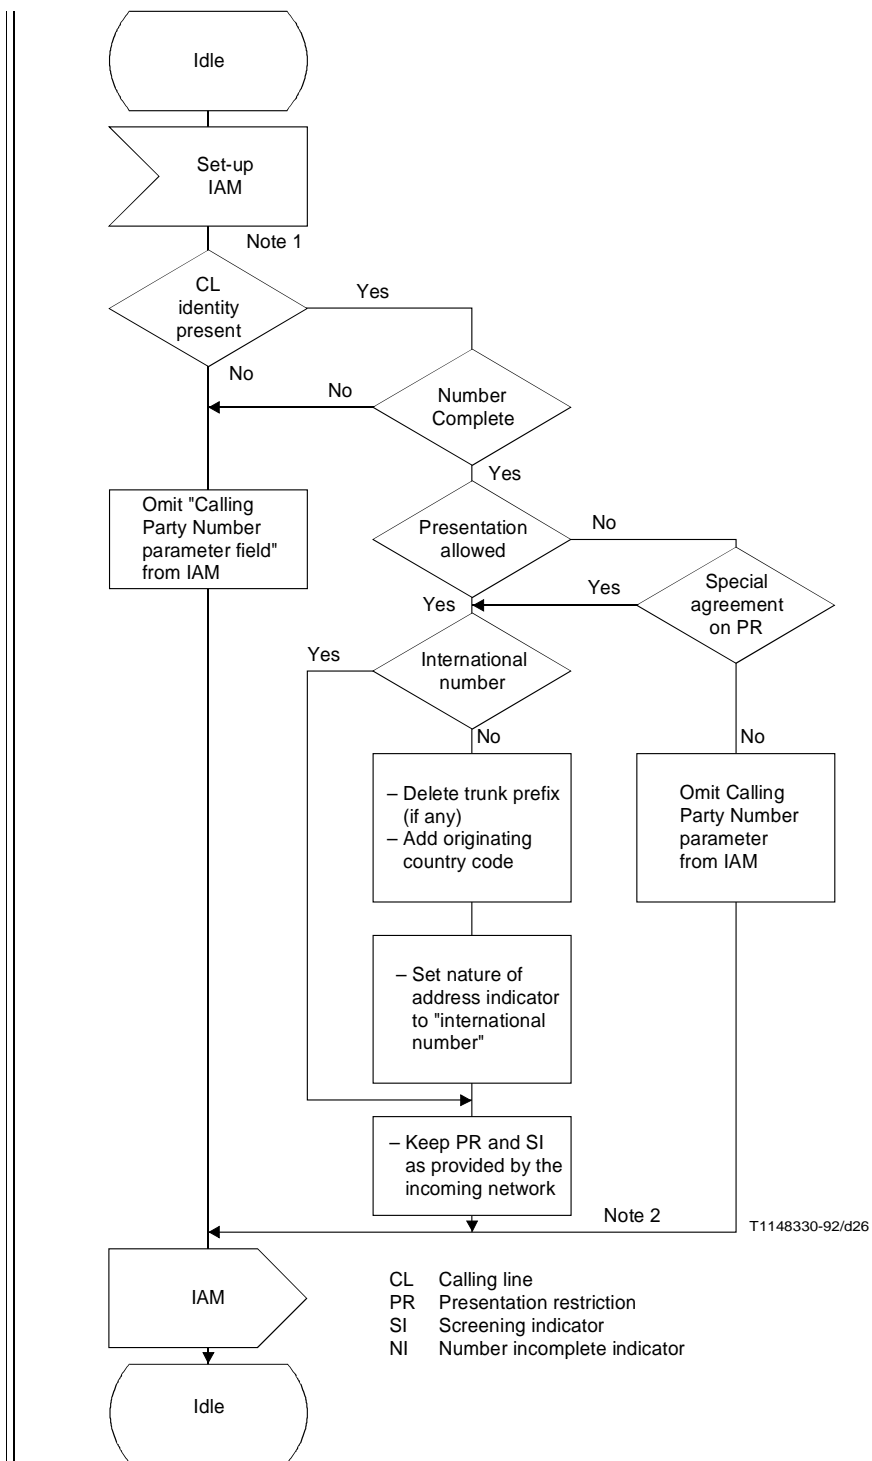 Idle
Set-up
IAM
Note 1
CL
identity
present
Yes
No
No
Number
Complete
Yes
Omit "Calling
Party Number
parameter field"
from IAM
Presentation
allowed
No
Yes
Yes
Special
agreement
on PR
Yes
International
number
No
No
– Delete trunk prefix
(if any)
– Add originating
country code
Omit Calling
Party Number
parameter
from IAM
– Set nature of
address indicator
to "international
number"
– Keep PR and SI
as provided by the
incoming network
Note 2
T1148330-92/d26
IAM
CL Calling line
PR Presentation restriction
SI Screening indicator
NI Number incomplete indicator
Idle